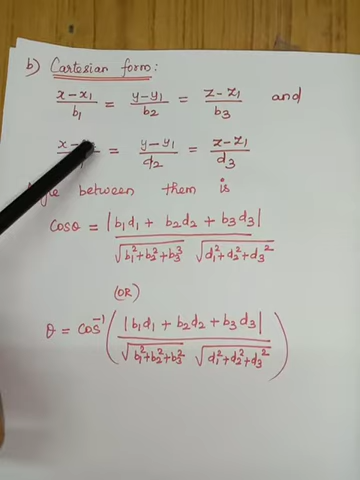 b) Cartesian form:
x-x₁/b₁ = y-y₁/b₂ = z-z₁/b₃ and
= y-y₁/d₂ = z-z₁/d₃
between them is
cosθ = |b₁d₁ + b₂d₂ + b₃d₃| / √b₁²+b₂²+b₃³ √d₁²+d₂²+d₃²
(OR)
θ = cos⁻¹ ( |b₁d₁ + b₂d₂ + b₃d₃| / √b₁²+b₂²+b₃² √d₁²+d₂²+d₃² )